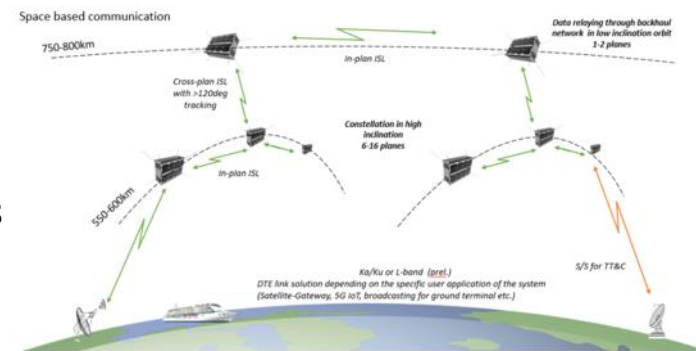 Space based communication
750-800km
Data relaying through backhaul
network in low inclination orbit
1-2 planes
In-plan ISL
Cross-plan ISL
with >120deg
tracking
Constellation in high
inclination
6-16 planes
In-plan ISL
550-600km
S
Ka/Ku or L-band (prel.)
DTE link solution depending on the specific user application of the system
(Satellite-Gateway, 5G IoT, broadcasting for ground terminal etc.)
S/S for TT&C